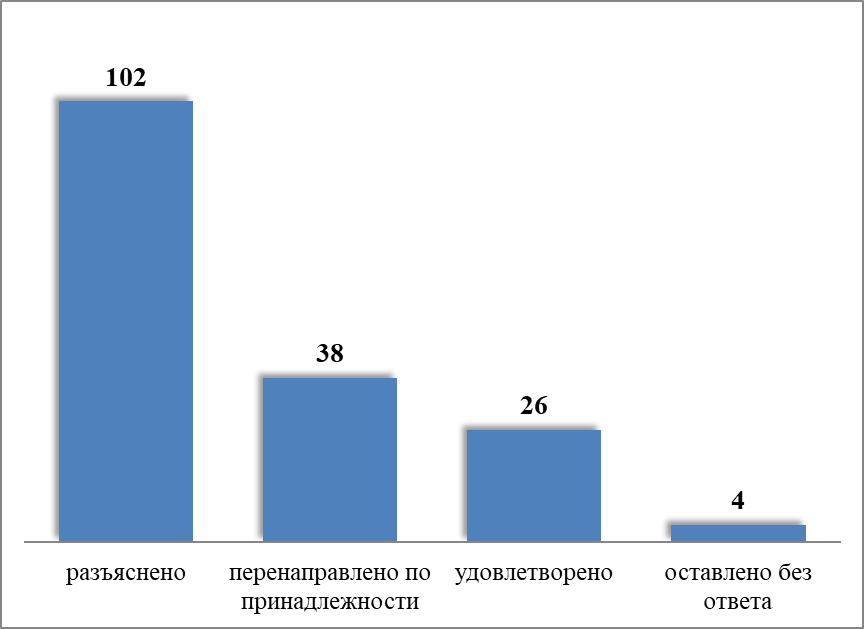 102
38
26
4
разъяснено
перенаправлено по
принадлежности
удовлетворено
оставлено без
ответа